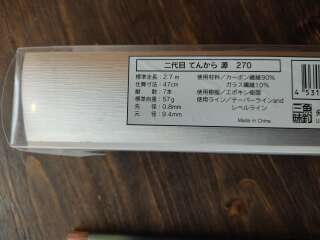 二代目 てんから 源　270
標準全長／2.7m　使用材料／カーボン繊維90%
仕舞寸法／47cm　ガラス繊維10%
継　数／7本　使用樹脂／エポキシ樹脂
標準自重／57g　使用ライン／テーパーラインand
先　径／0.8mm　レベルライン
元　径／9.4mm　Made in China
4 531